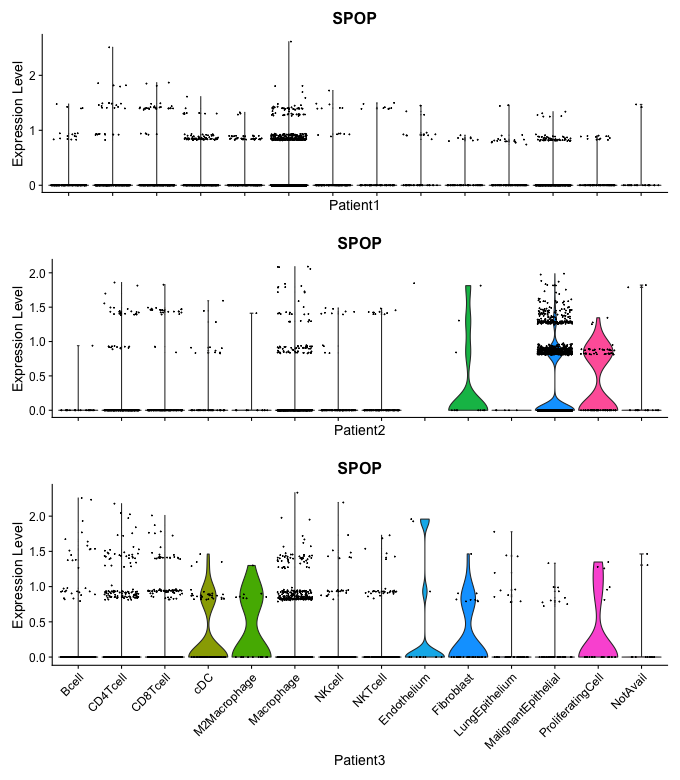 SPOP
Expression Level
2
1
0
Patient1
SPOP
Expression Level
2.0
1.5
1.0
0.5
0.0
Patient2
SPOP
Expression Level
2.0
1.5
1.0
0.5
0.0
Bcell
CD4Tcell
CD8Tcell
cDC
M2Macrophage
Macrophage
NKcell
NKTcell
Endothelium
Fibroblast
LungEpithelium
MalignantEpithelial
ProliferatingCell
NotAvail
Patient3